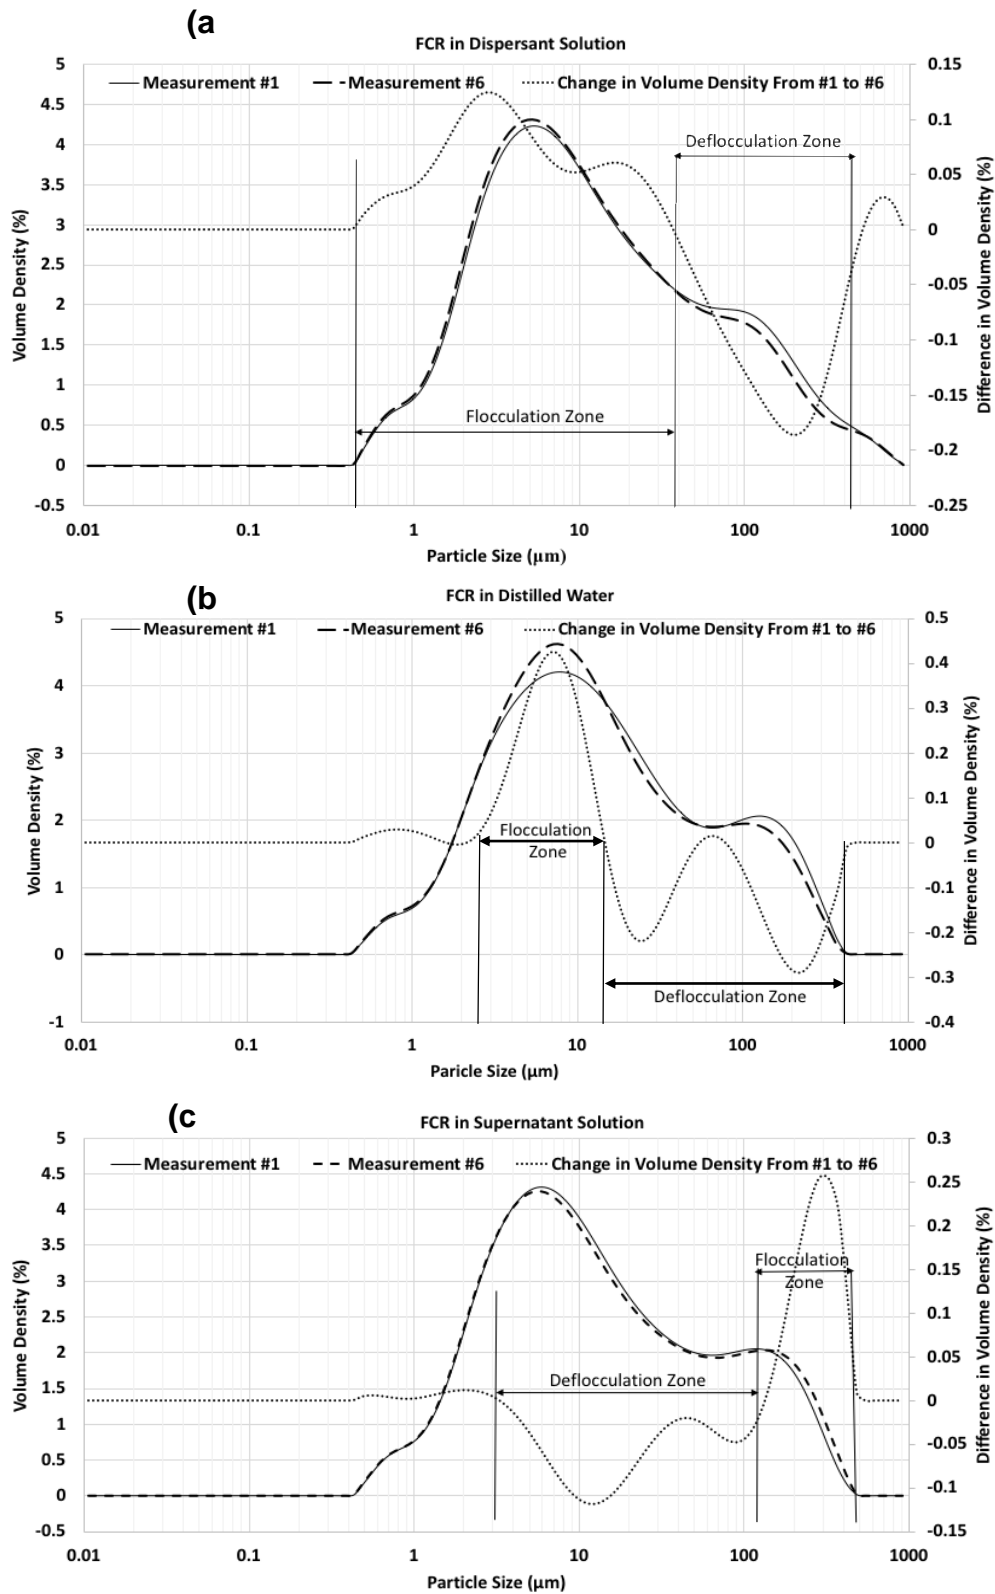 (a
FCR in Dispersant Solution
Measurement #1 Measurement #6 Change in Volume Density From #1 to #6
5
4.5
4
3.5
3
2.5
2
1.5
1
0.5
0
-0.5
Volume Density (%)
0.15
0.1
0.05
0
-0.05
-0.1
-0.15
-0.2
-0.25
Difference in Volume Density (%)
Deflocculation Zone
Flocculation Zone
0.01 0.1 1 10 100 1000
Particle Size (μm)
(b
FCR in Distilled Water
Measurement #1 Measurement #6 Change in Volume Density From #1 to #6
5
4
3
2
1
0
-1
Volume Density (%)
0.5
0.4
0.3
0.2
0.1
0
-0.1
-0.2
-0.3
-0.4
Difference in Volume Density (%)
Flocculation
Zone
Deflocculation Zone
0.01 0.1 1 10 100 1000
Paricle Size (μm)
(c
FCR in Supernatant Solution
Measurement #1 Measurement #6 Change in Volume Density From #1 to #6
5
4.5
4
3.5
3
2.5
2
1.5
1
0.5
0
-0.5
Volume Density (%)
0.3
0.25
0.2
0.15
0.1
0.05
0
-0.05
-0.1
-0.15
Difference in Volume Density (%)
Flocculation
Zone
Deflocculation Zone
0.01 0.1 1 10 100 1000
Particle Size (μm)